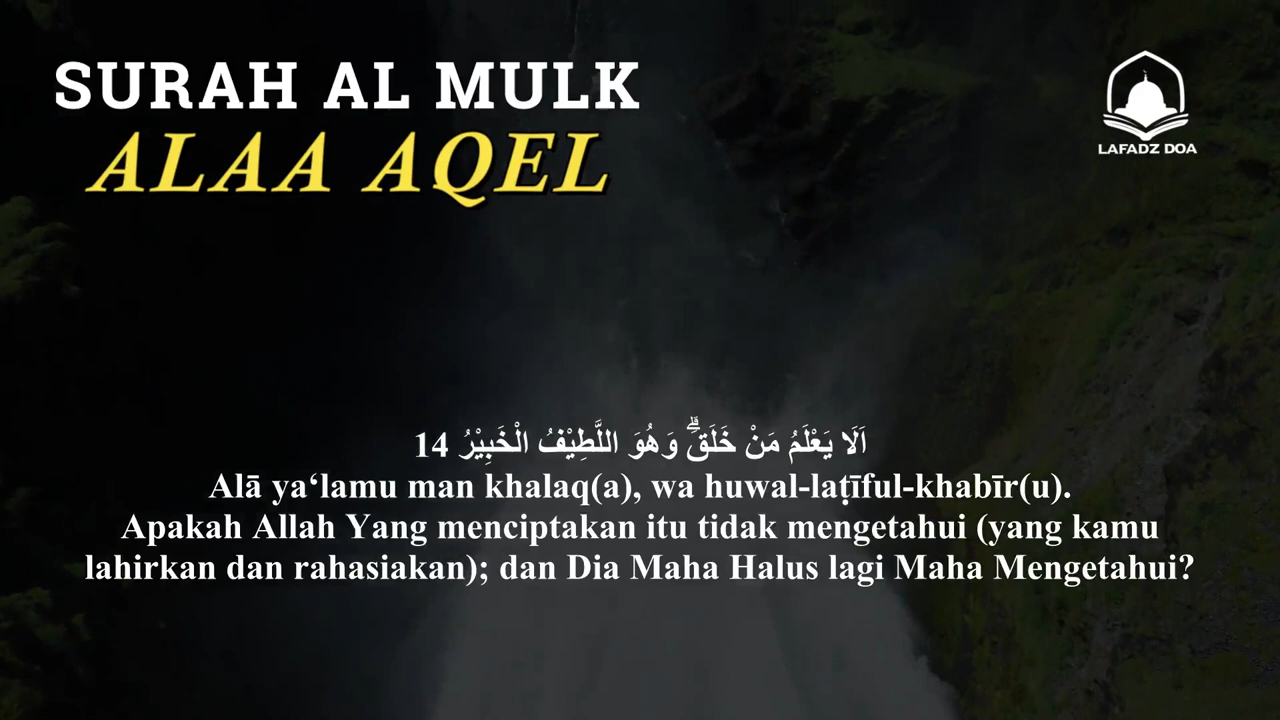 SURAH AL MULK
ALAA AQEL
LAFADZ DOA
اَلَا يَعْلَمُ مَنْ خَلَقَۗ وَهُوَ اللَّطِيْفُ الْخَبِيْرُ 14
Alā ya‘lamu man khalaq(a), wa huwal-laṭīful-khabīr(u).
Apakah Allah Yang menciptakan itu tidak mengetahui (yang kamu
lahirkan dan rahasiakan); dan Dia Maha Halus lagi Maha Mengetahui?